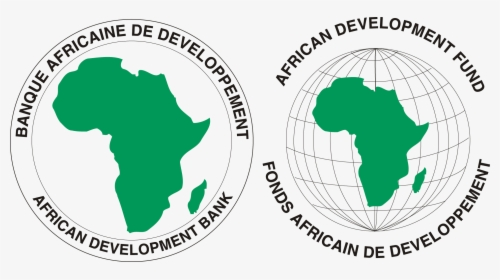 BANQUE AFRICAINE DE DEVELOPPEMENT
AFRICAN DEVELOPMENT BANK
AFRICAN DEVELOPMENT FUND
FONDS AFRICAIN DE DEVELOPPEMENT